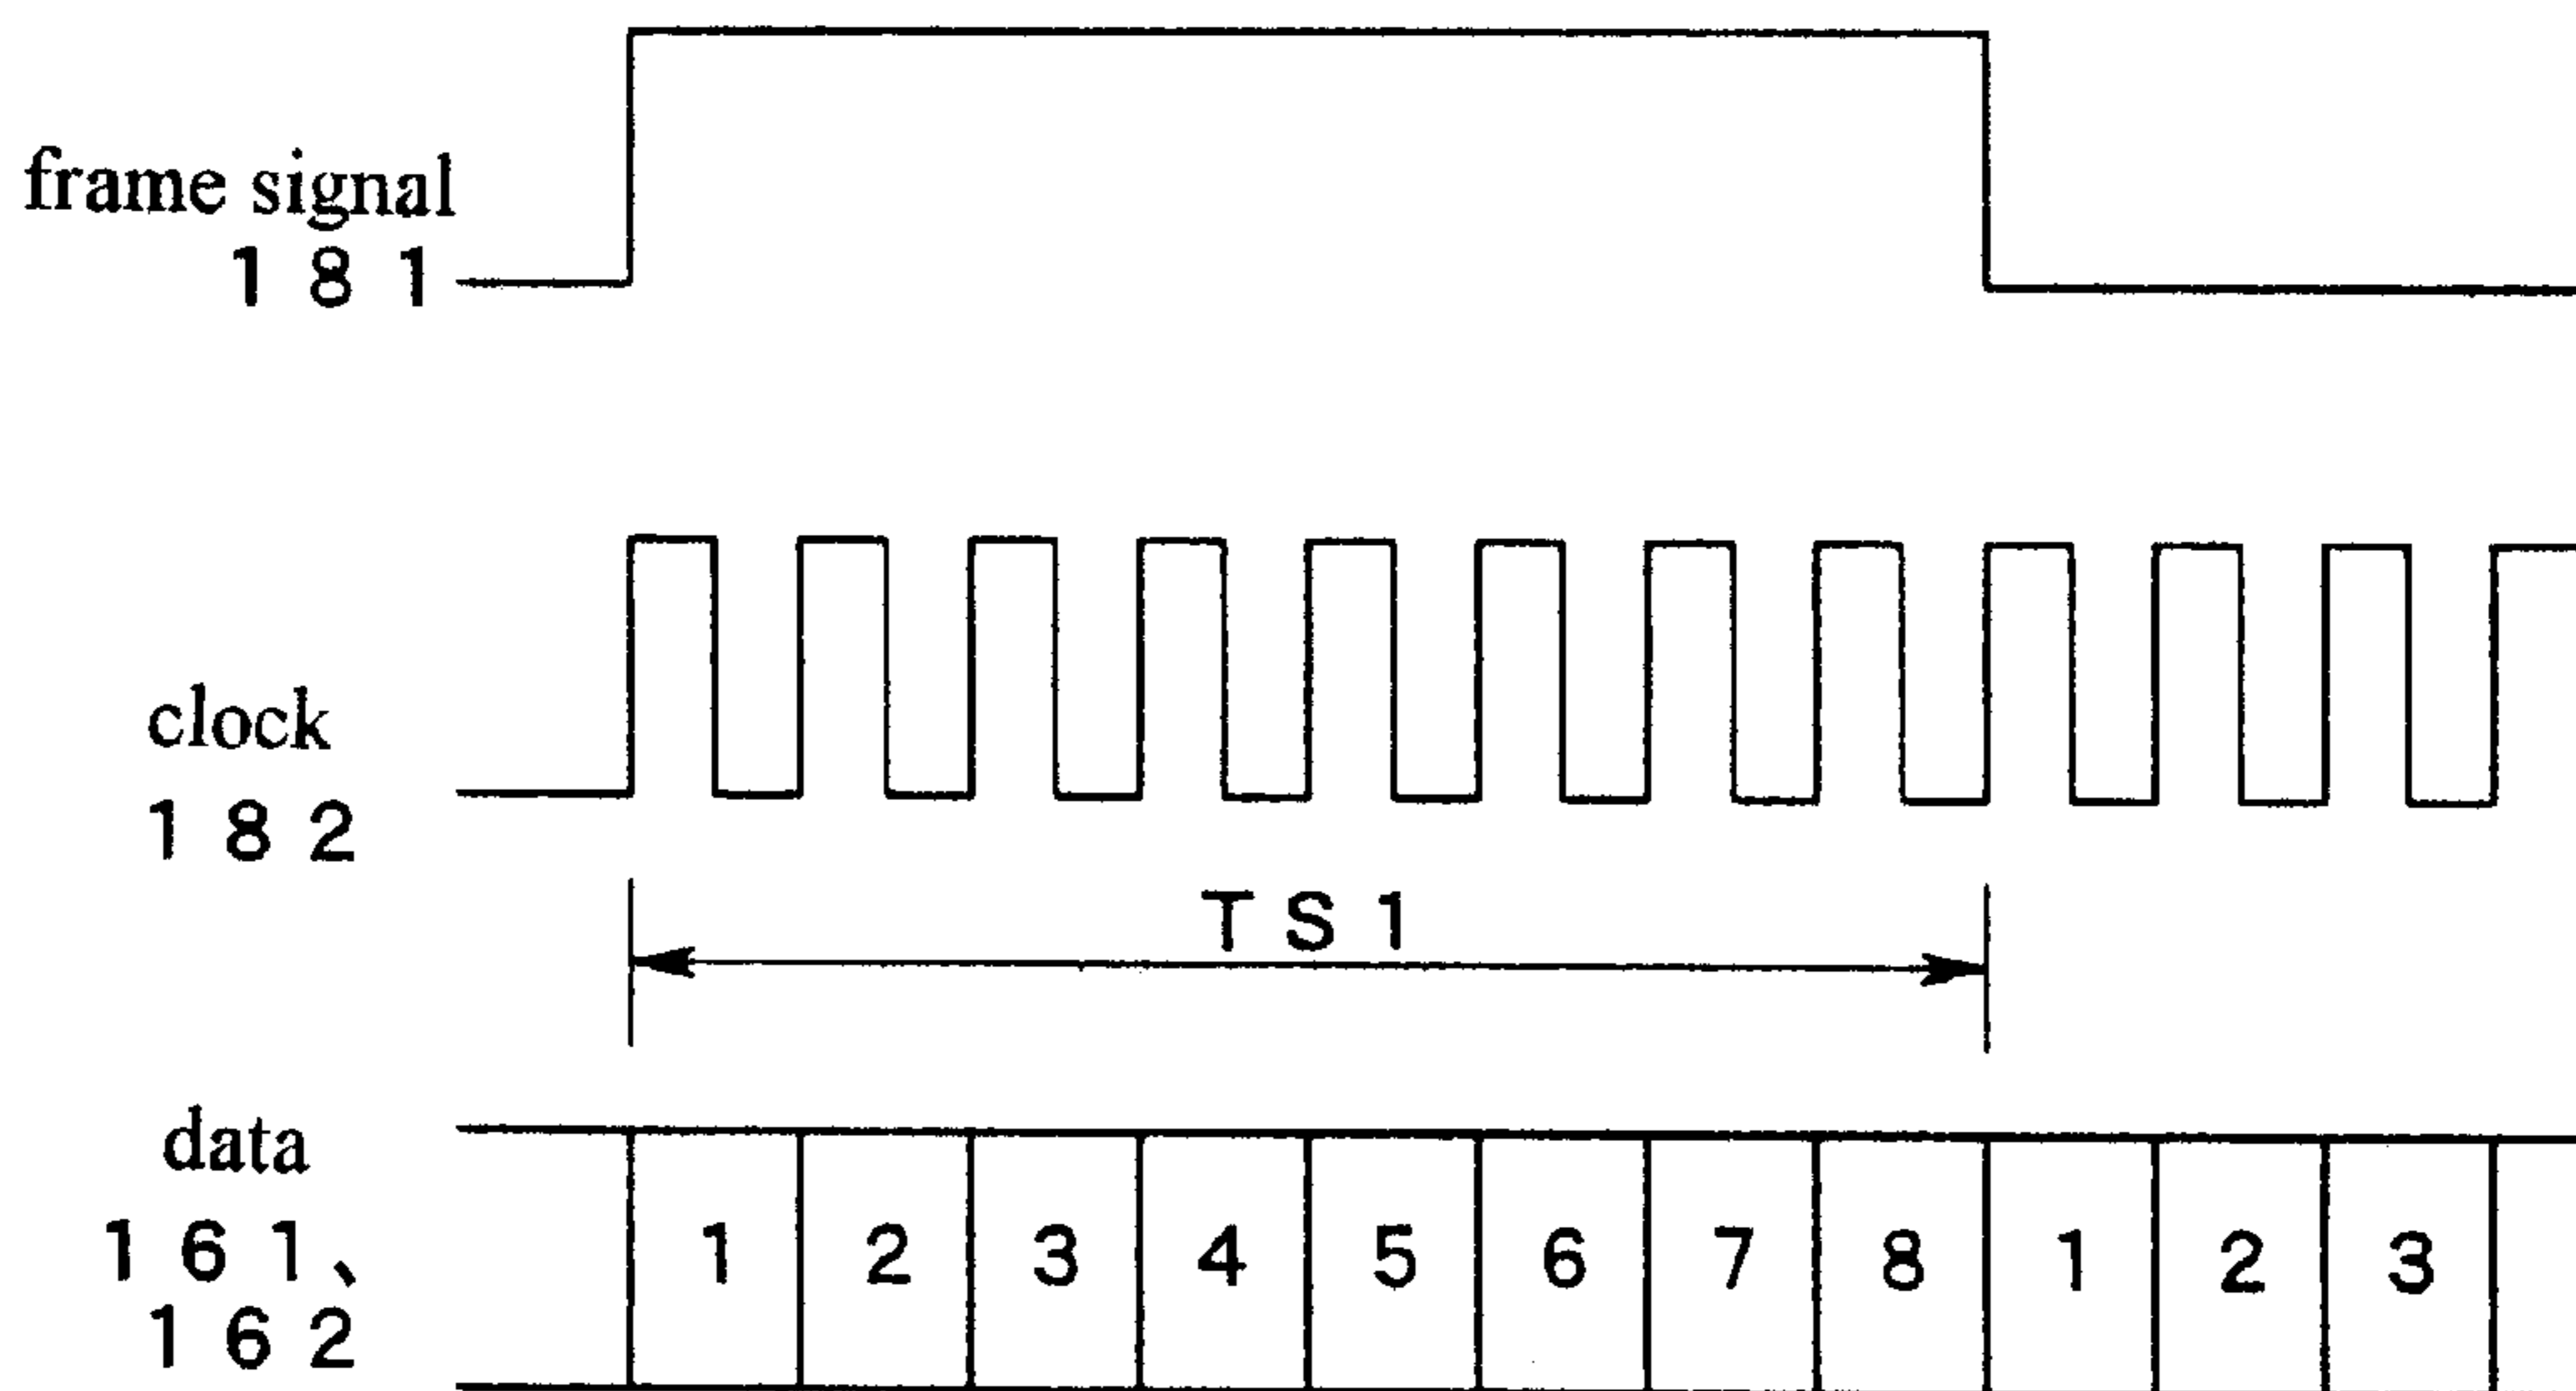 frame signal
１８１
clock
１８２
ＴＳ１
data
１６１、
１６２
1 2 3 4 5 6 7 8 1 2 3